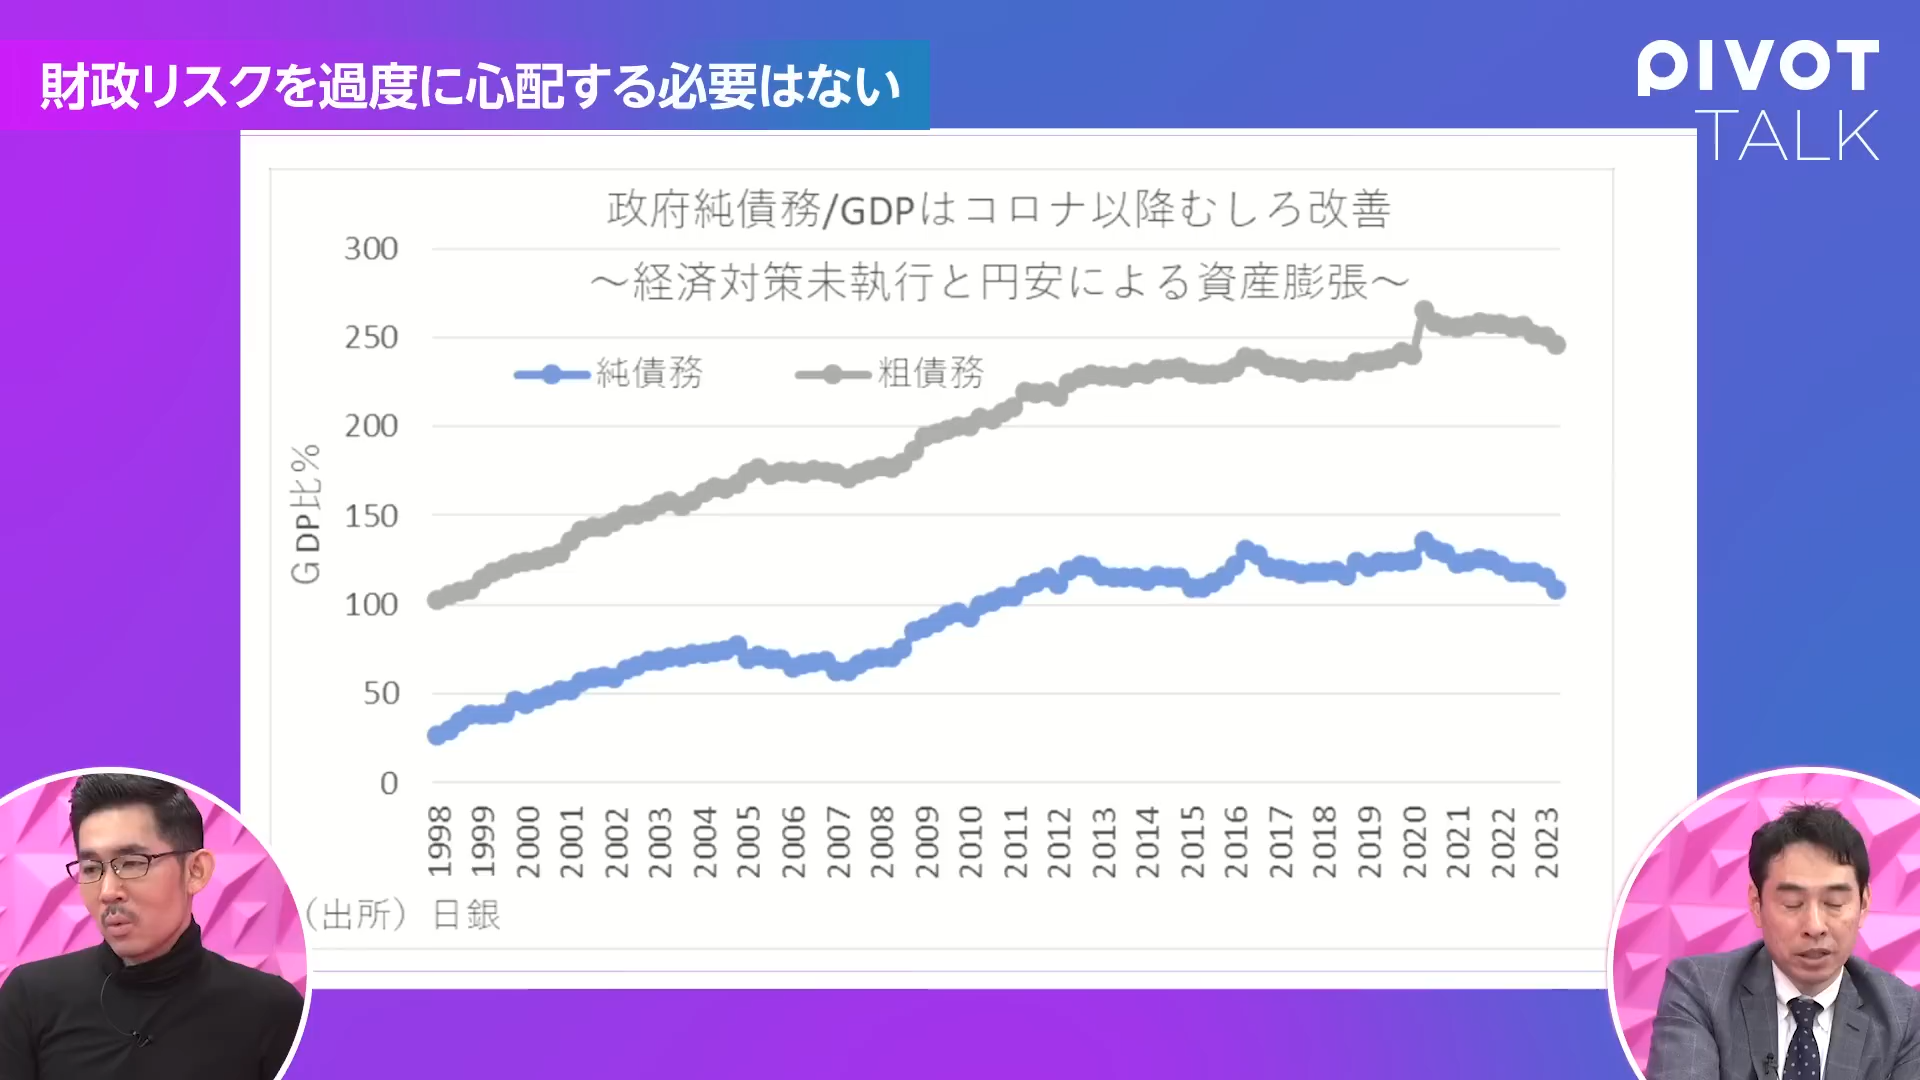 財政リスクを過度に心配する必要はない
PIVOT
TALK
政府純債務/GDPはコロナ以降むしろ改善
～経済対策未執行と円安による資産膨張～
純債務 粗債務
GDP比%
300
250
200
150
100
50
0
1998 1999 2000 2001 2002 2003 2004 2005 2006 2007 2008 2009 2010 2011 2012 2013 2014 2015 2016 2017 2018 2019 2020 2021 2022 2023
（出所）日銀